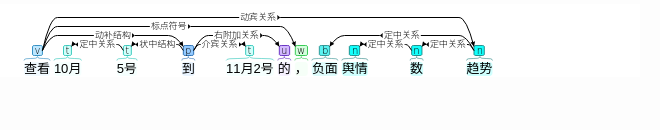 动宾关系
标点符号
动补结构 右附加关系 定中关系
定中关系 状中结构 介宾关系 定中关系 定中关系
v t t p t u w b n n n
查看 10月 5号 到 11月2号 的 ， 负面 舆情 数 趋势